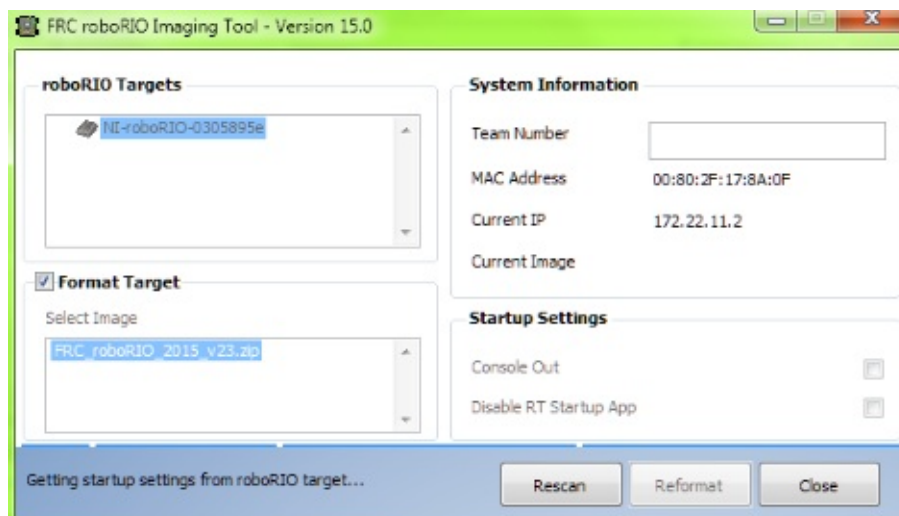 FRC roboRIO Imaging Tool - Version 15.0
roboRIO Targets
NI-roboRIO-0305895e
Format Target
Select Image
FRC_roboRIO_2015_v23.zip
System Information
Team Number
MAC Address 00:80:2F:17:8A:0F
Current IP 172.22.11.2
Current Image
Startup Settings
Console Out
Disable RT Startup App
Getting startup settings from roboRIO target...
Rescan Reformat Close